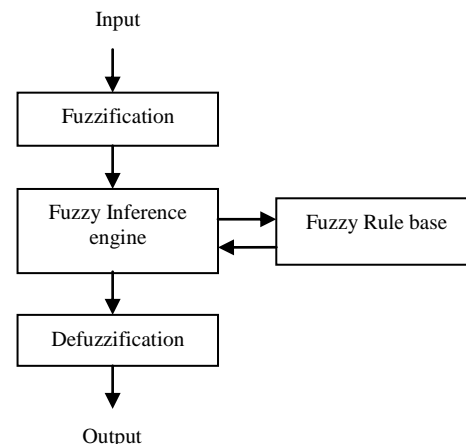 Input
Fuzzification
Fuzzy Inference
engine
Fuzzy Rule base
Defuzzification
Output